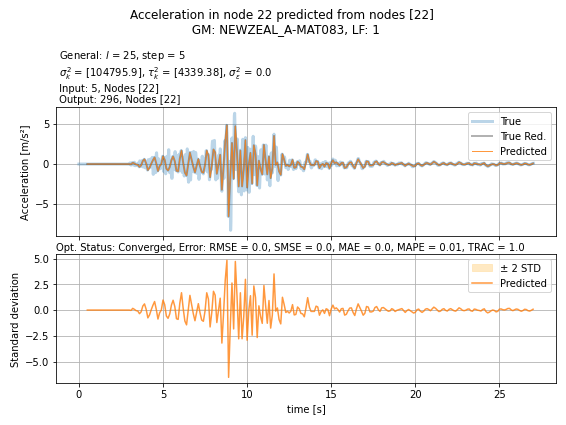 Acceleration in node 22 predicted from nodes [22]
GM: NEWZEAL_A-MAT083, LF: 1
General: l = 25, step = 5
σ²ₖ = [104795.9], τ²ₖ = [4339.38], σ²ε = 0.0
Input: 5, Nodes [22]
Output: 296, Nodes [22]
Acceleration [m/s²]
5
0
−5
True
True Red.
Predicted
Opt. Status: Converged, Error: RMSE = 0.0, SMSE = 0.0, MAE = 0.0, MAPE = 0.01, TRAC = 1.0
Standard deviation
5.0
2.5
0.0
−2.5
−5.0
± 2 STD
Predicted
0 5 10 15 20 25
time [s]